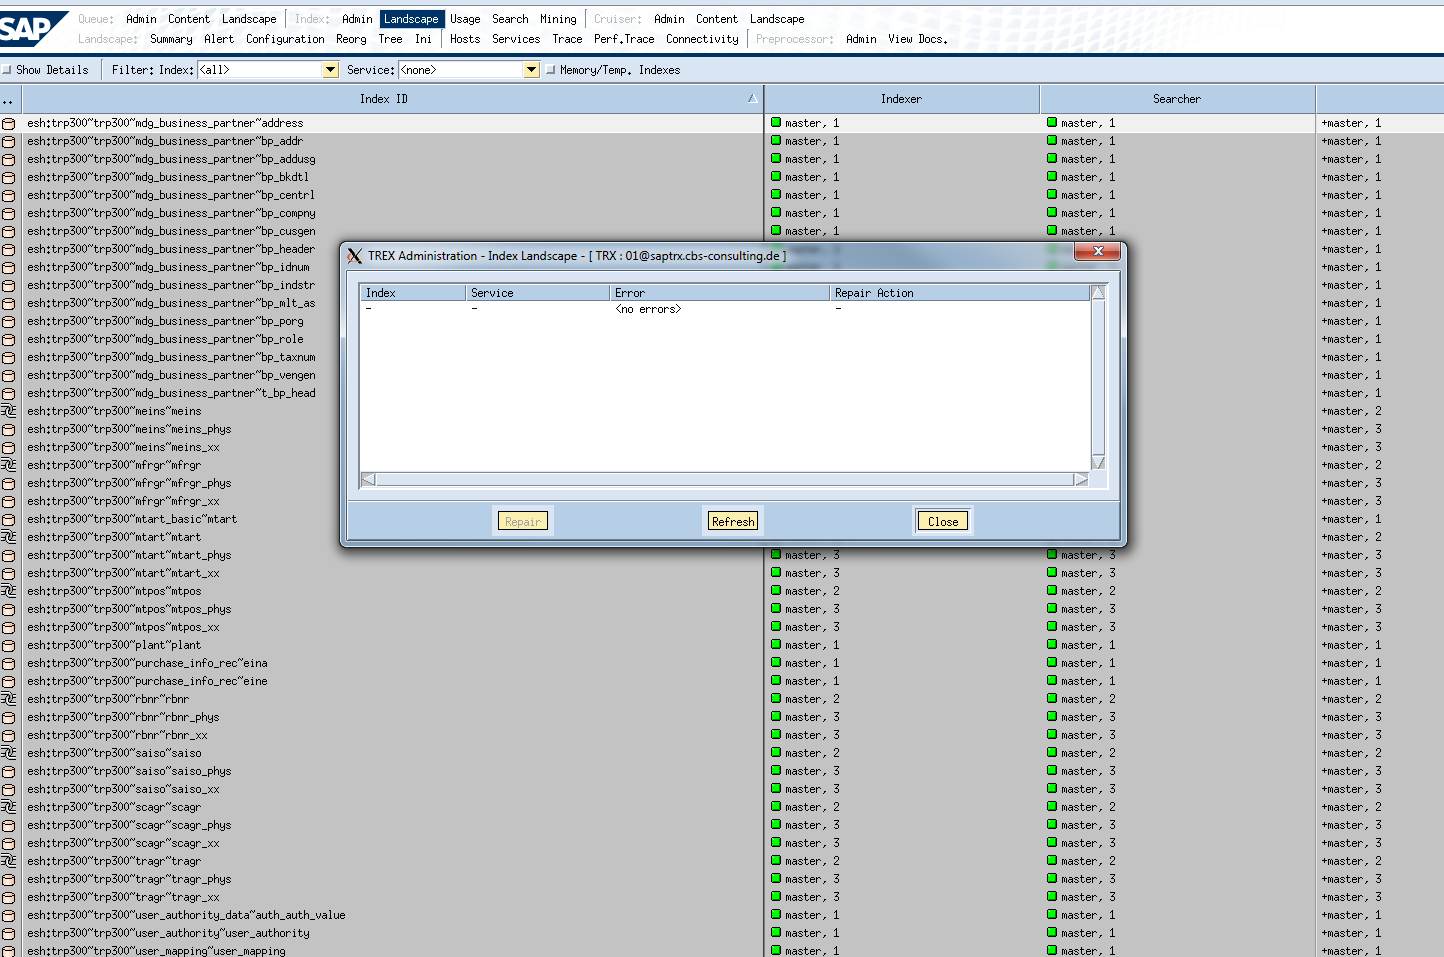 SAP
Queue: Admin Content Landscape Index: Admin Landscape Usage Search Mining Cruiser: Admin Content Landscape
Landscape: Summary Alert Configuration Reorg Tree Ini Hosts Services Trace Perf.Trace Connectivity Preprocessor: Admin View Docs.
Show Details Filter: Index: <all> Service: <none> Memory/Temp. Indexes
.. Index ID Indexer Searcher
esh:trp300~trp300~mdg_business_partner~address master, 1 master, 1 +master, 1
esh:trp300~trp300~mdg_business_partner~bp_addr master, 1 master, 1 +master, 1
esh:trp300~trp300~mdg_business_partner~bp_addusg master, 1 master, 1 +master, 1
esh:trp300~trp300~mdg_business_partner~bp_bkdtl master, 1 master, 1 +master, 1
esh:trp300~trp300~mdg_business_partner~bp_centrl master, 1 master, 1 +master, 1
esh:trp300~trp300~mdg_business_partner~bp_compny master, 1 master, 1 +master, 1
esh:trp300~trp300~mdg_business_partner~bp_cusgen master, 1 master, 1 +master, 1
esh:trp300~trp300~mdg_business_partner~bp_header +master, 1
esh:trp300~trp300~mdg_business_partner~bp_idnum +master, 1
esh:trp300~trp300~mdg_business_partner~bp_indstr +master, 1
esh:trp300~trp300~mdg_business_partner~bp_mlt_as +master, 1
esh:trp300~trp300~mdg_business_partner~bp_porg +master, 1
esh:trp300~trp300~mdg_business_partner~bp_role +master, 1
esh:trp300~trp300~mdg_business_partner~bp_taxnum +master, 1
esh:trp300~trp300~mdg_business_partner~bp_vengen +master, 1
esh:trp300~trp300~mdg_business_partner~t_bp_head +master, 1
esh:trp300~trp300~meins~meins +master, 2
esh:trp300~trp300~meins~meins_phys +master, 3
esh:trp300~trp300~meins~meins_xx +master, 3
esh:trp300~trp300~mfrgr~mfrgr +master, 2
esh:trp300~trp300~mfrgr~mfrgr_phys +master, 3
esh:trp300~trp300~mfrgr~mfrgr_xx +master, 3
esh:trp300~trp300~mtart_basic~mtart +master, 1
esh:trp300~trp300~mtart~mtart +master, 2
TREX Administration - Index Landscape - [ TRX : 01@saptrx.cbs-consulting.de ]
Index Service Error Repair Action
- - <no errors> -
Repair Refresh Close
esh:trp300~trp300~mtart~mtart_phys master, 3 master, 3 +master, 3
esh:trp300~trp300~mtart~mtart_xx master, 3 master, 3 +master, 3
esh:trp300~trp300~mtpos~mtpos master, 2 master, 2 +master, 2
esh:trp300~trp300~mtpos~mtpos_phys master, 3 master, 3 +master, 3
esh:trp300~trp300~mtpos~mtpos_xx master, 3 master, 3 +master, 3
esh:trp300~trp300~plant~plant master, 1 master, 1 +master, 1
esh:trp300~trp300~purchase_info_rec~eina master, 1 master, 1 +master, 1
esh:trp300~trp300~purchase_info_rec~eine master, 1 master, 1 +master, 1
esh:trp300~trp300~rbnr~rbnr master, 2 master, 2 +master, 2
esh:trp300~trp300~rbnr~rbnr_phys master, 3 master, 3 +master, 3
esh:trp300~trp300~rbnr~rbnr_xx master, 3 master, 3 +master, 3
esh:trp300~trp300~saiso~saiso master, 2 master, 2 +master, 2
esh:trp300~trp300~saiso~saiso_phys master, 3 master, 3 +master, 3
esh:trp300~trp300~saiso~saiso_xx master, 3 master, 3 +master, 3
esh:trp300~trp300~scagr~scagr master, 2 master, 2 +master, 2
esh:trp300~trp300~scagr~scagr_phys master, 3 master, 3 +master, 3
esh:trp300~trp300~scagr~scagr_xx master, 3 master, 3 +master, 3
esh:trp300~trp300~tragr~tragr master, 2 master, 2 +master, 2
esh:trp300~trp300~tragr~tragr_phys master, 3 master, 3 +master, 3
esh:trp300~trp300~tragr~tragr_xx master, 3 master, 3 +master, 3
esh:trp300~trp300~user_authority_data~auth_auth_value master, 1 master, 1 +master, 1
esh:trp300~trp300~user_authority~user_authority master, 1 master, 1 +master, 1
esh:trp300~trp300~user_mapping~user_mapping master, 1 master, 1 +master, 1